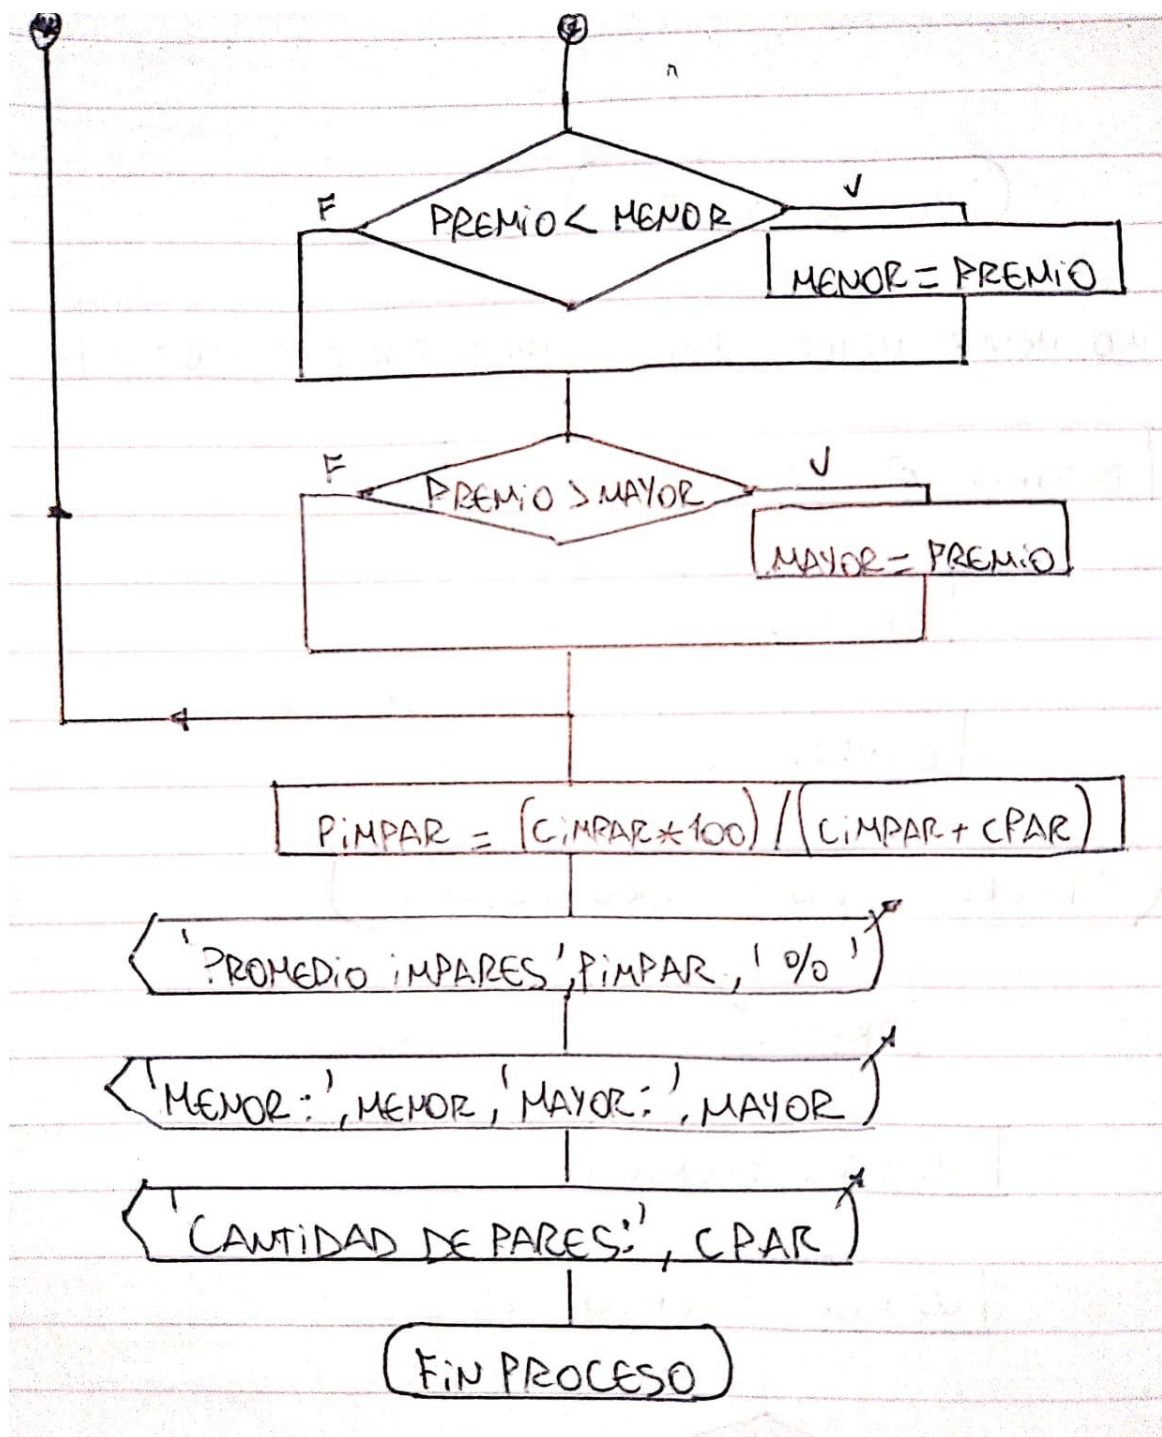 F
V
PREMIO < MENOR
MENOR = PREMIO
F
V
PREMIO > MAYOR
MAYOR = PREMIO
PIMPAR = (CIMPAR*100) / (CIMPAR + CPAR)
'PROMEDIO IMPARES', PIMPAR, '%'
'MENOR:', MENOR, 'MAYOR:', MAYOR
'CANTIDAD DE PARES:', CPAR
FIN PROCESO